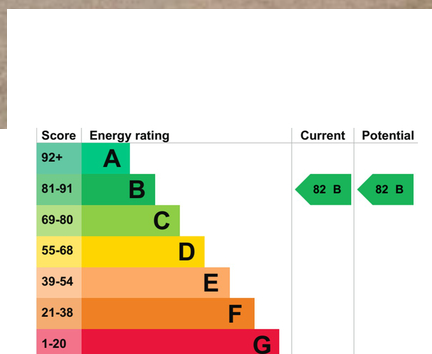 Score Energy rating Current Potential
92+ A
81-91 B 82 B 82 B
69-80 C
55-68 D
39-54 E
21-38 F
1-20 G